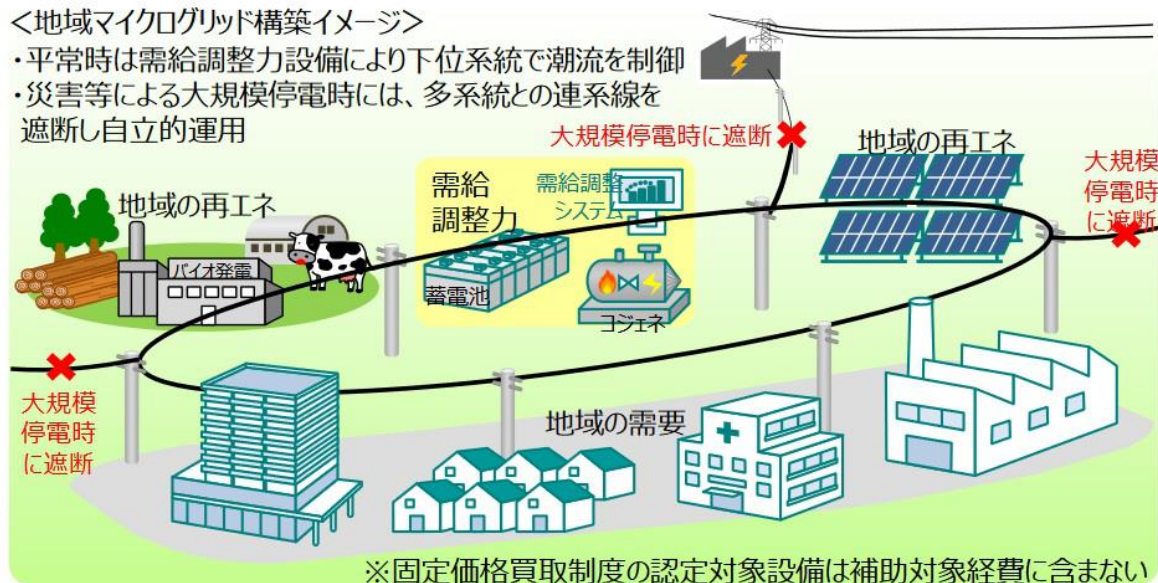 <地域マイクログリッド構築イメージ>
・平常時は需給調整力設備により下位系統で潮流を制御
・災害等による大規模停電時には、多系統との連系線を
遮断し自立的運用
大規模停電時に遮断
地域の再エネ
大規模
停電時
に遮断
地域の再エネ
バイオ発電
需給
調整力
需給調整
システム
蓄電池
コジェネ
大規模
停電時
に遮断
地域の需要
※固定価格買取制度の認定対象設備は補助対象経費に含まない